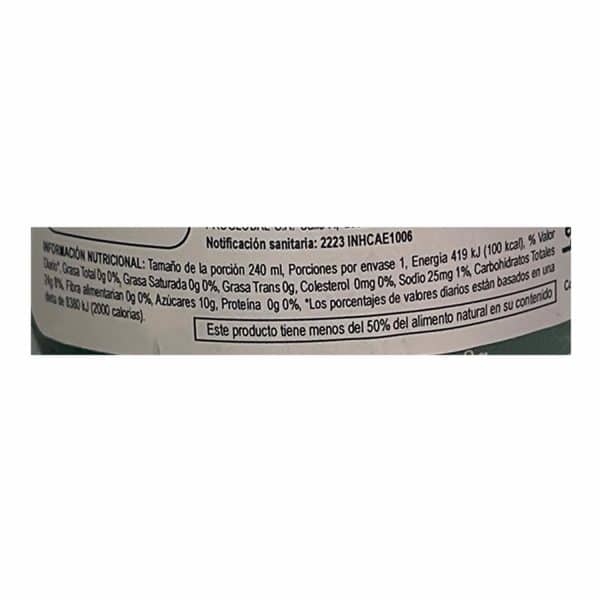 Notificación sanitaria: 2223 INHCAE1006
INFORMACIÓN NUTRICIONAL: Tamaño de la porción 240 ml, Porciones por envase 1, Energía 419 kJ (100 kcal), % Valor
Diario*, Grasa Total 0g 0%, Grasa Saturada 0g 0%, Grasa Trans 0g, Colesterol 0mg 0%, Sodio 25mg 1%, Carbohidratos Totales
24g 8%, Fibra alimentarian 0g 0%, Azúcares 10g, Proteína 0g 0%, *Los porcentajes de valores diarios están basados en una
dieta de 8380 kJ (2000 calorías).
Este producto tiene menos del 50% del alimento natural en su contenido